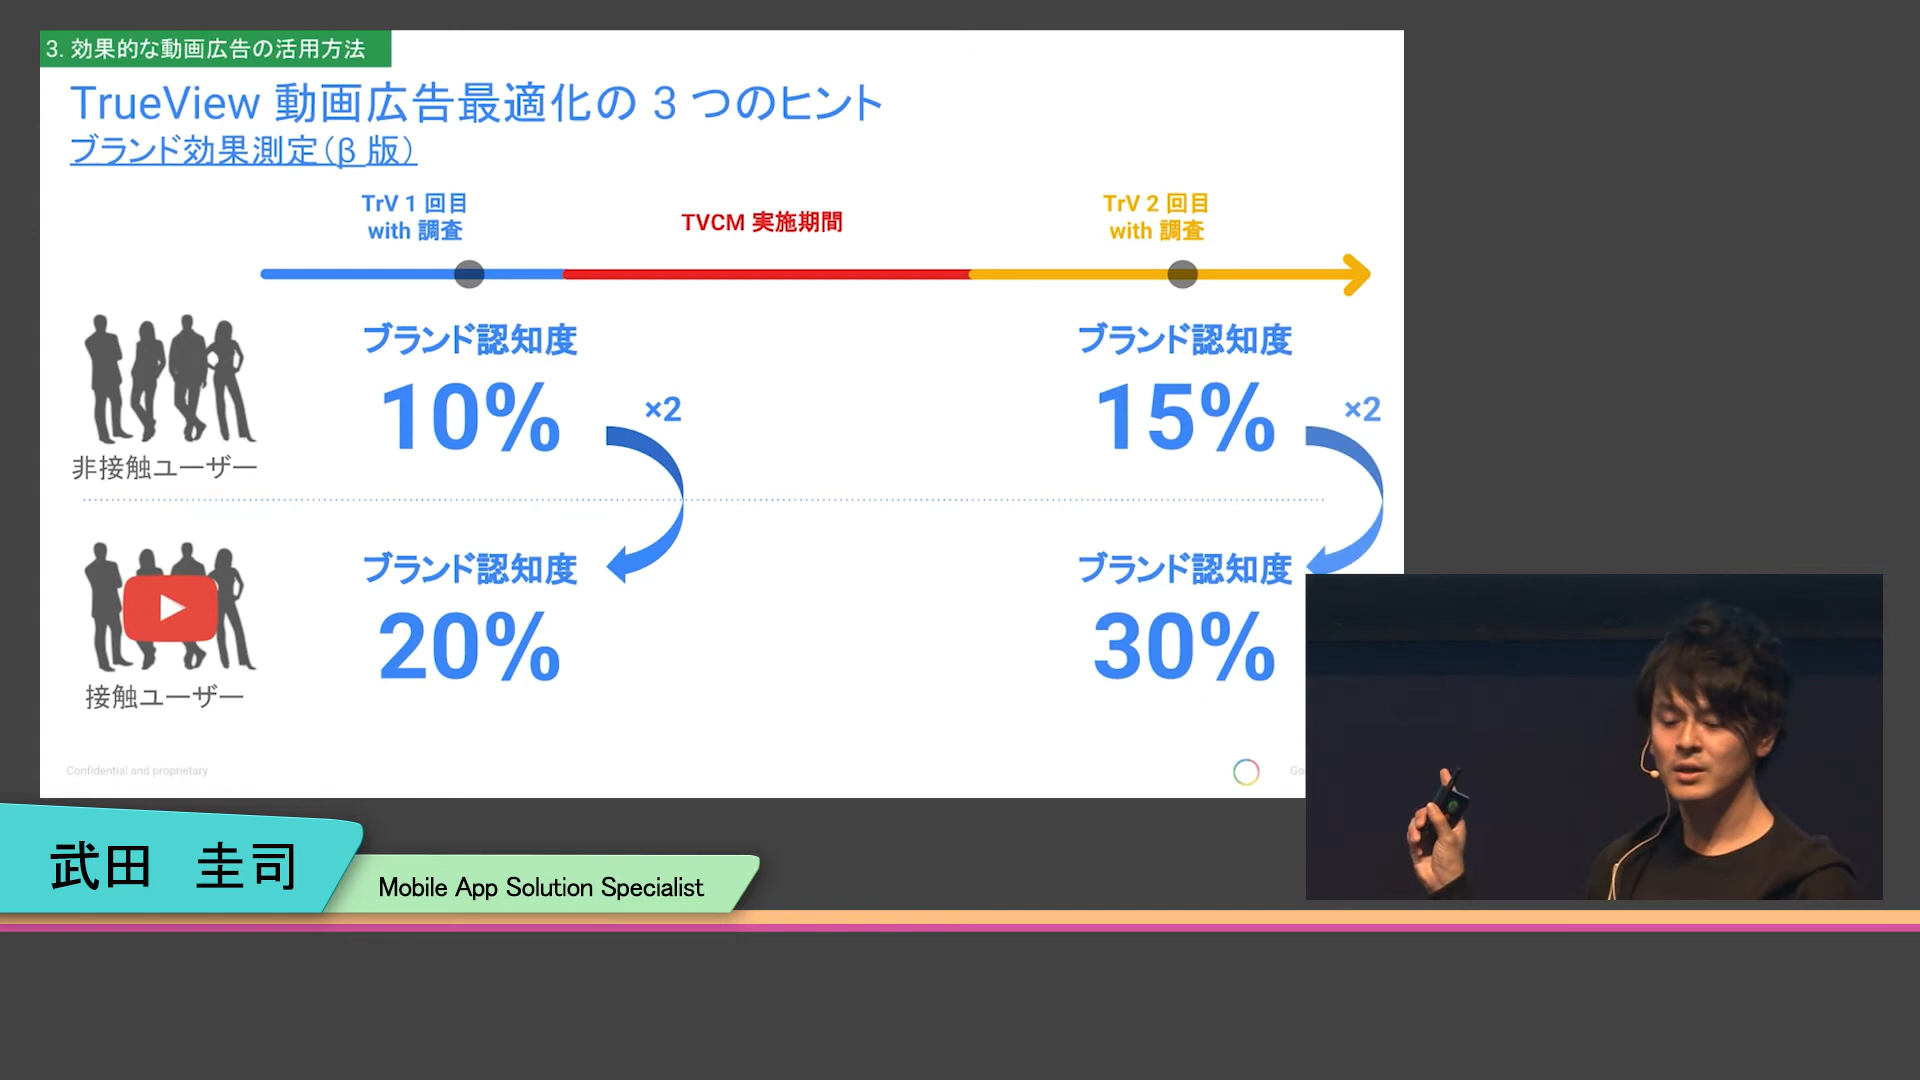 3. 効果的な動画広告の活用方法
TrueView 動画広告最適化の 3 つのヒント
ブランド効果測定（β 版）
TrV 1 回目
with 調査
TVCM 実施期間
TrV 2 回目
with 調査
ブランド認知度
10%
×2
ブランド認知度
15%
×2
非接触ユーザー
ブランド認知度
20%
ブランド認知度
30%
接触ユーザー
Confidential and proprietary
武田 圭司
Mobile App Solution Specialist